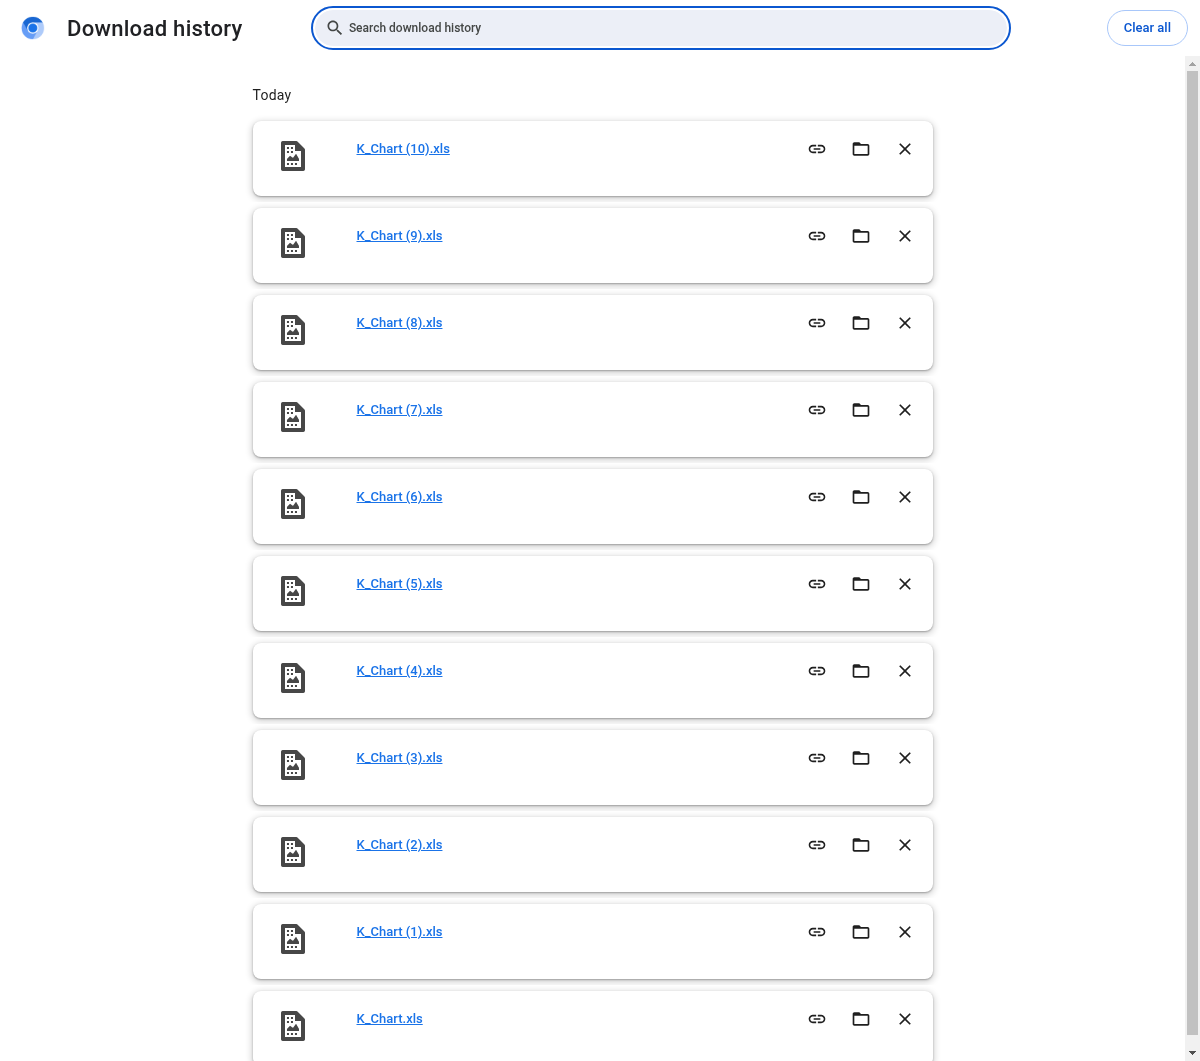 Download history
Search download history
Clear all
Today
K_Chart (10).xls
K_Chart (9).xls
K_Chart (8).xls
K_Chart (7).xls
K_Chart (6).xls
K_Chart (5).xls
K_Chart (4).xls
K_Chart (3).xls
K_Chart (2).xls
K_Chart (1).xls
K_Chart.xls